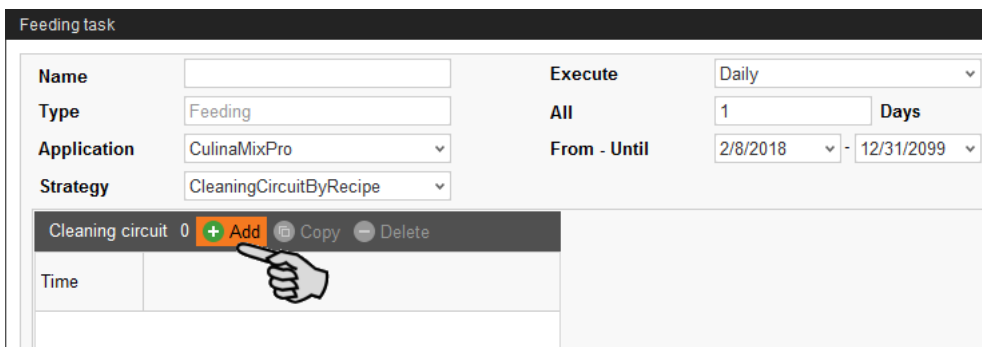 Feeding task
Name Execute Daily
Type Feeding All 1 Days
Application CulinaMixPro From - Until 2/8/2018 - 12/31/2099
Strategy CleaningCircuitByRecipe
Cleaning circuit 0 Add Copy Delete
Time